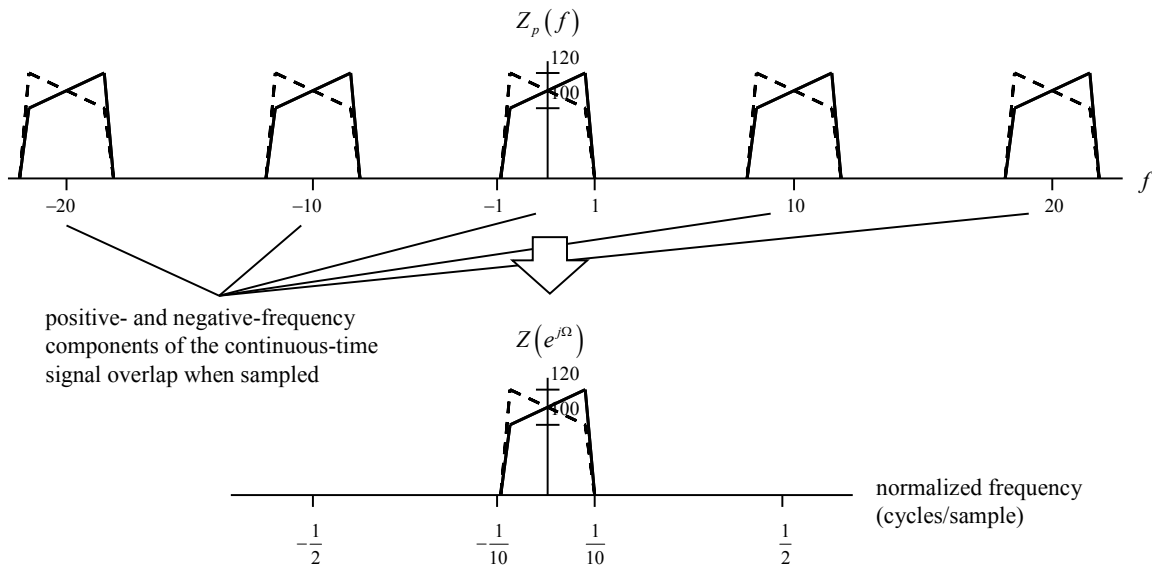 Z_p(f)
120
100
f
−20
−10
−1
1
10
20
positive- and negative-frequency
components of the continuous-time
signal overlap when sampled
Z(e^{jΩ})
120
100
normalized frequency
(cycles/sample)
−1/2
−1/10
1/10
1/2